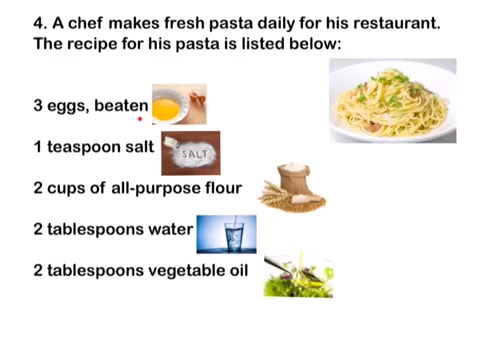 4. A chef makes fresh pasta daily for his restaurant.
The recipe for his pasta is listed below:
3 eggs, beaten
1 teaspoon salt
SALT
2 cups of all-purpose flour
2 tablespoons water
2 tablespoons vegetable oil